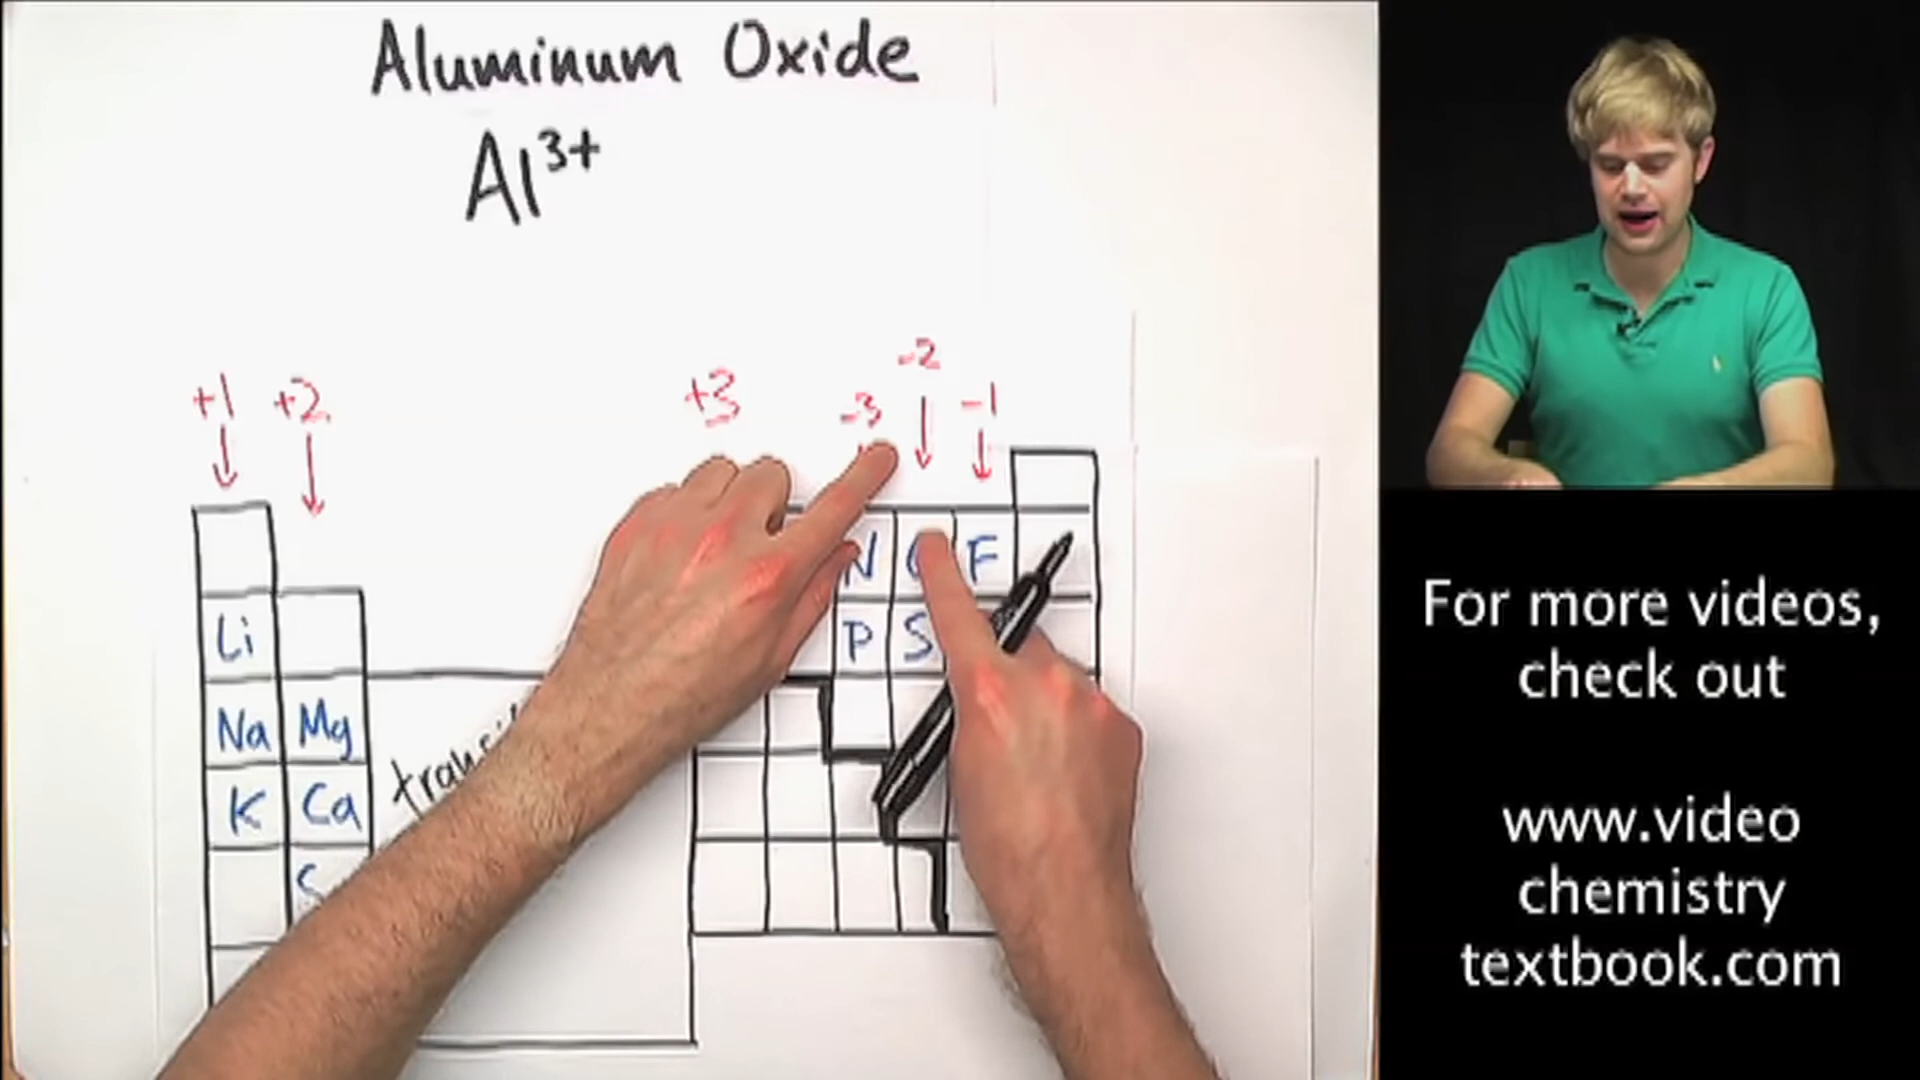 Aluminum Oxide
Al³⁺
-2
+1 +2 +3 -3 -1
N F
Li P S
Na Mg
K Ca
For more videos,
check out
www.video
chemistry
textbook.com